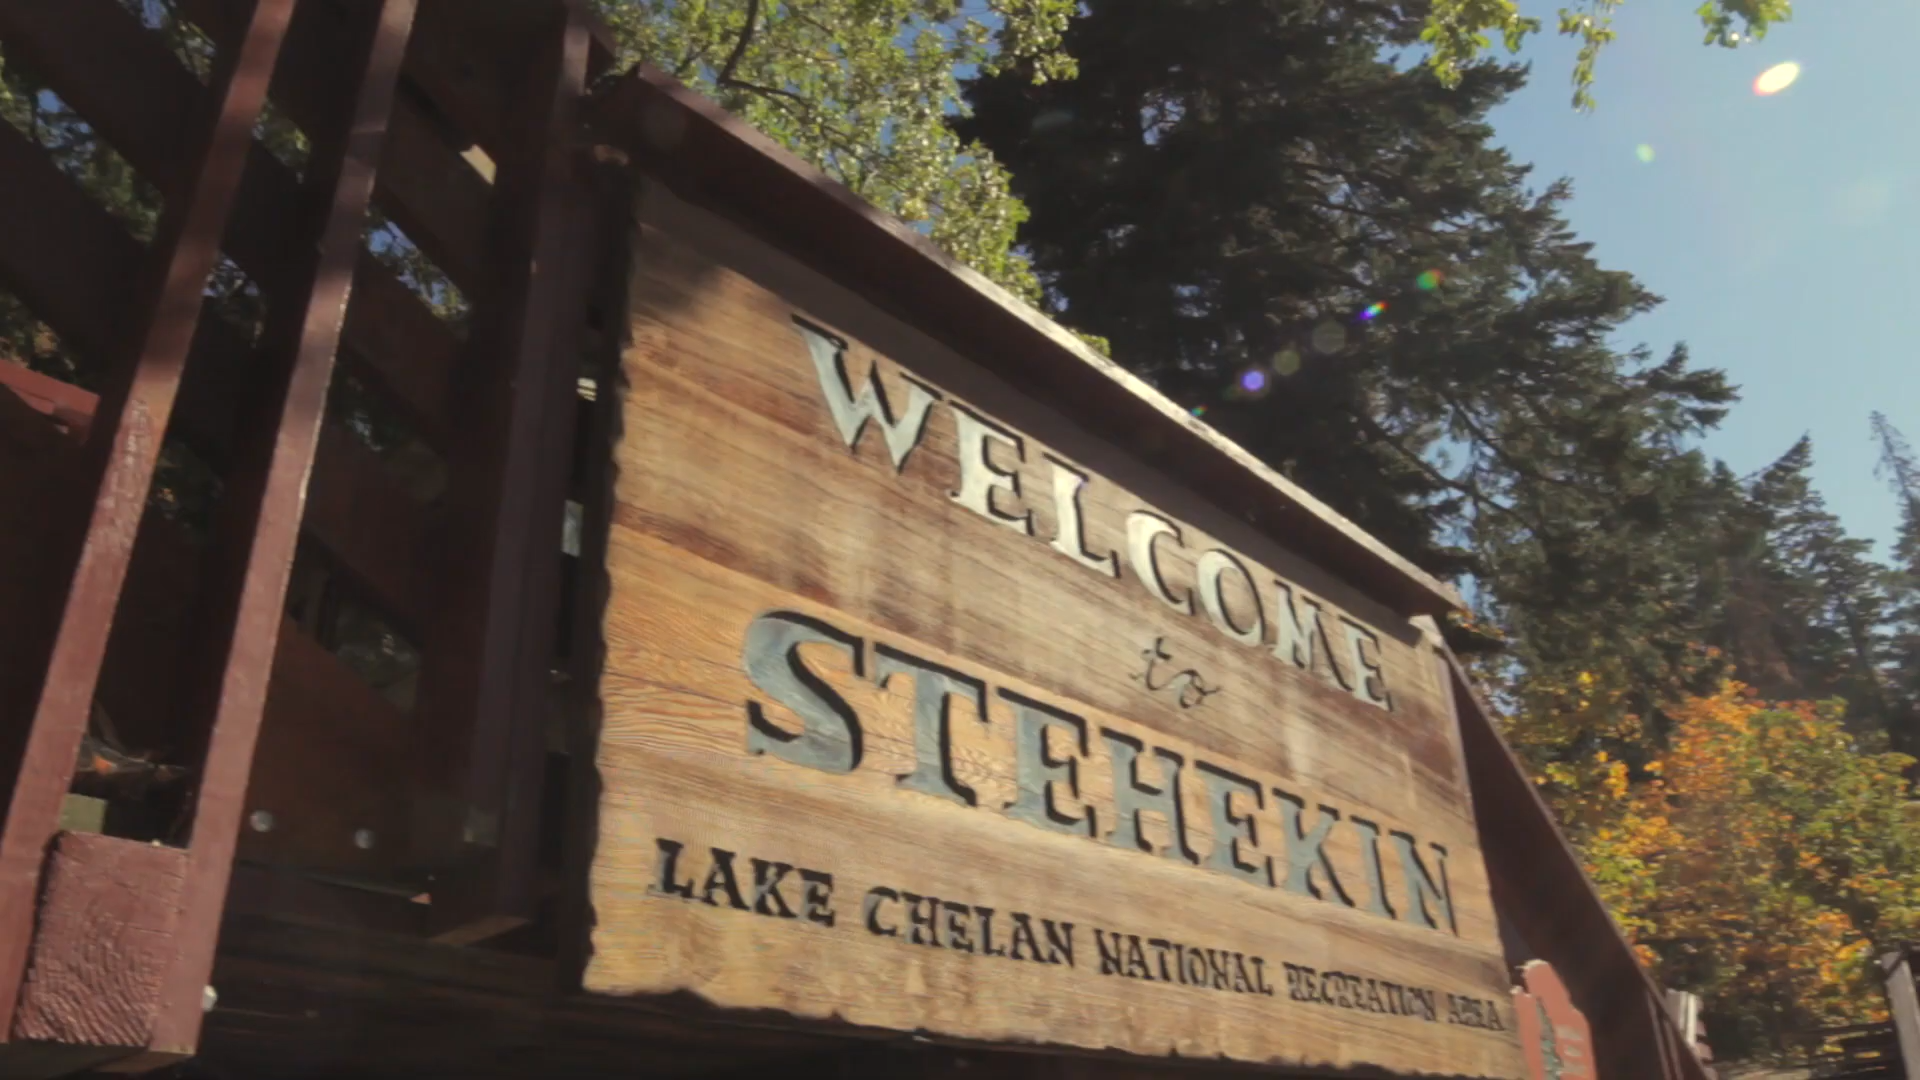 WELCOME
to
STEHEKIN
LAKE CHELAN NATIONAL RECREATION AREA